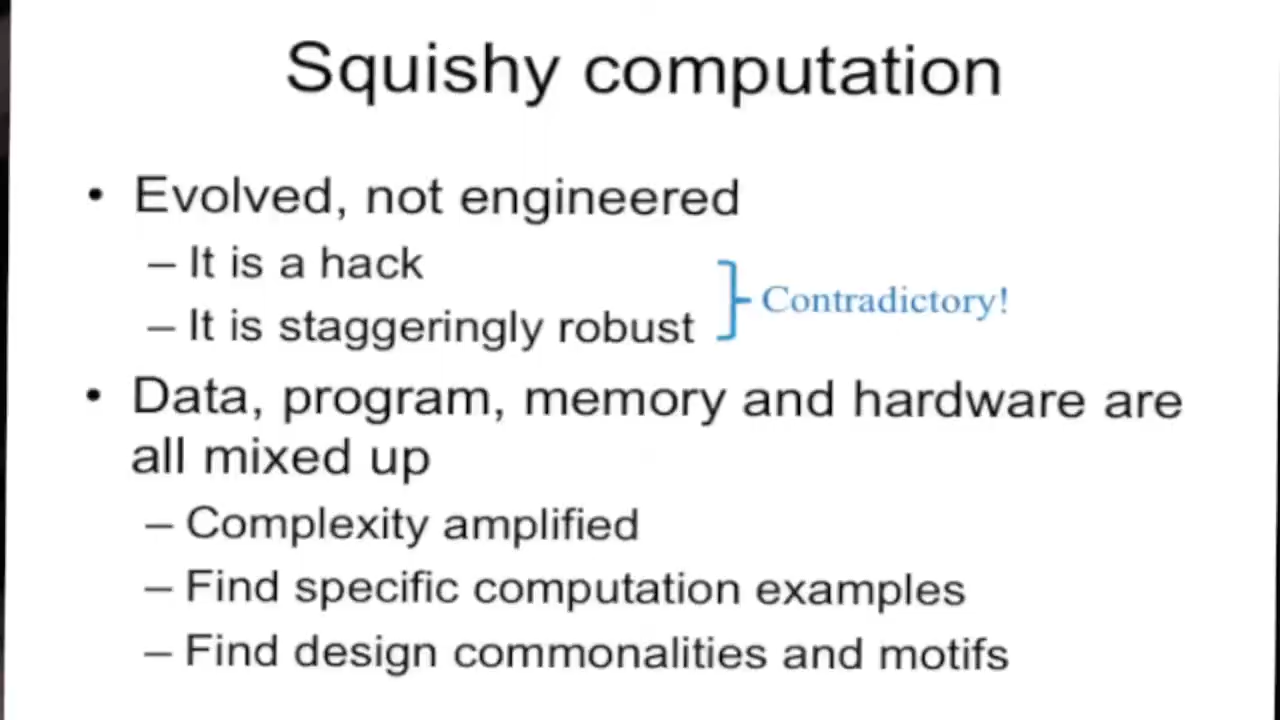 Squishy computation
• Evolved, not engineered
– It is a hack
– It is staggeringly robust
Contradictory!
• Data, program, memory and hardware are
all mixed up
– Complexity amplified
– Find specific computation examples
– Find design commonalities and motifs